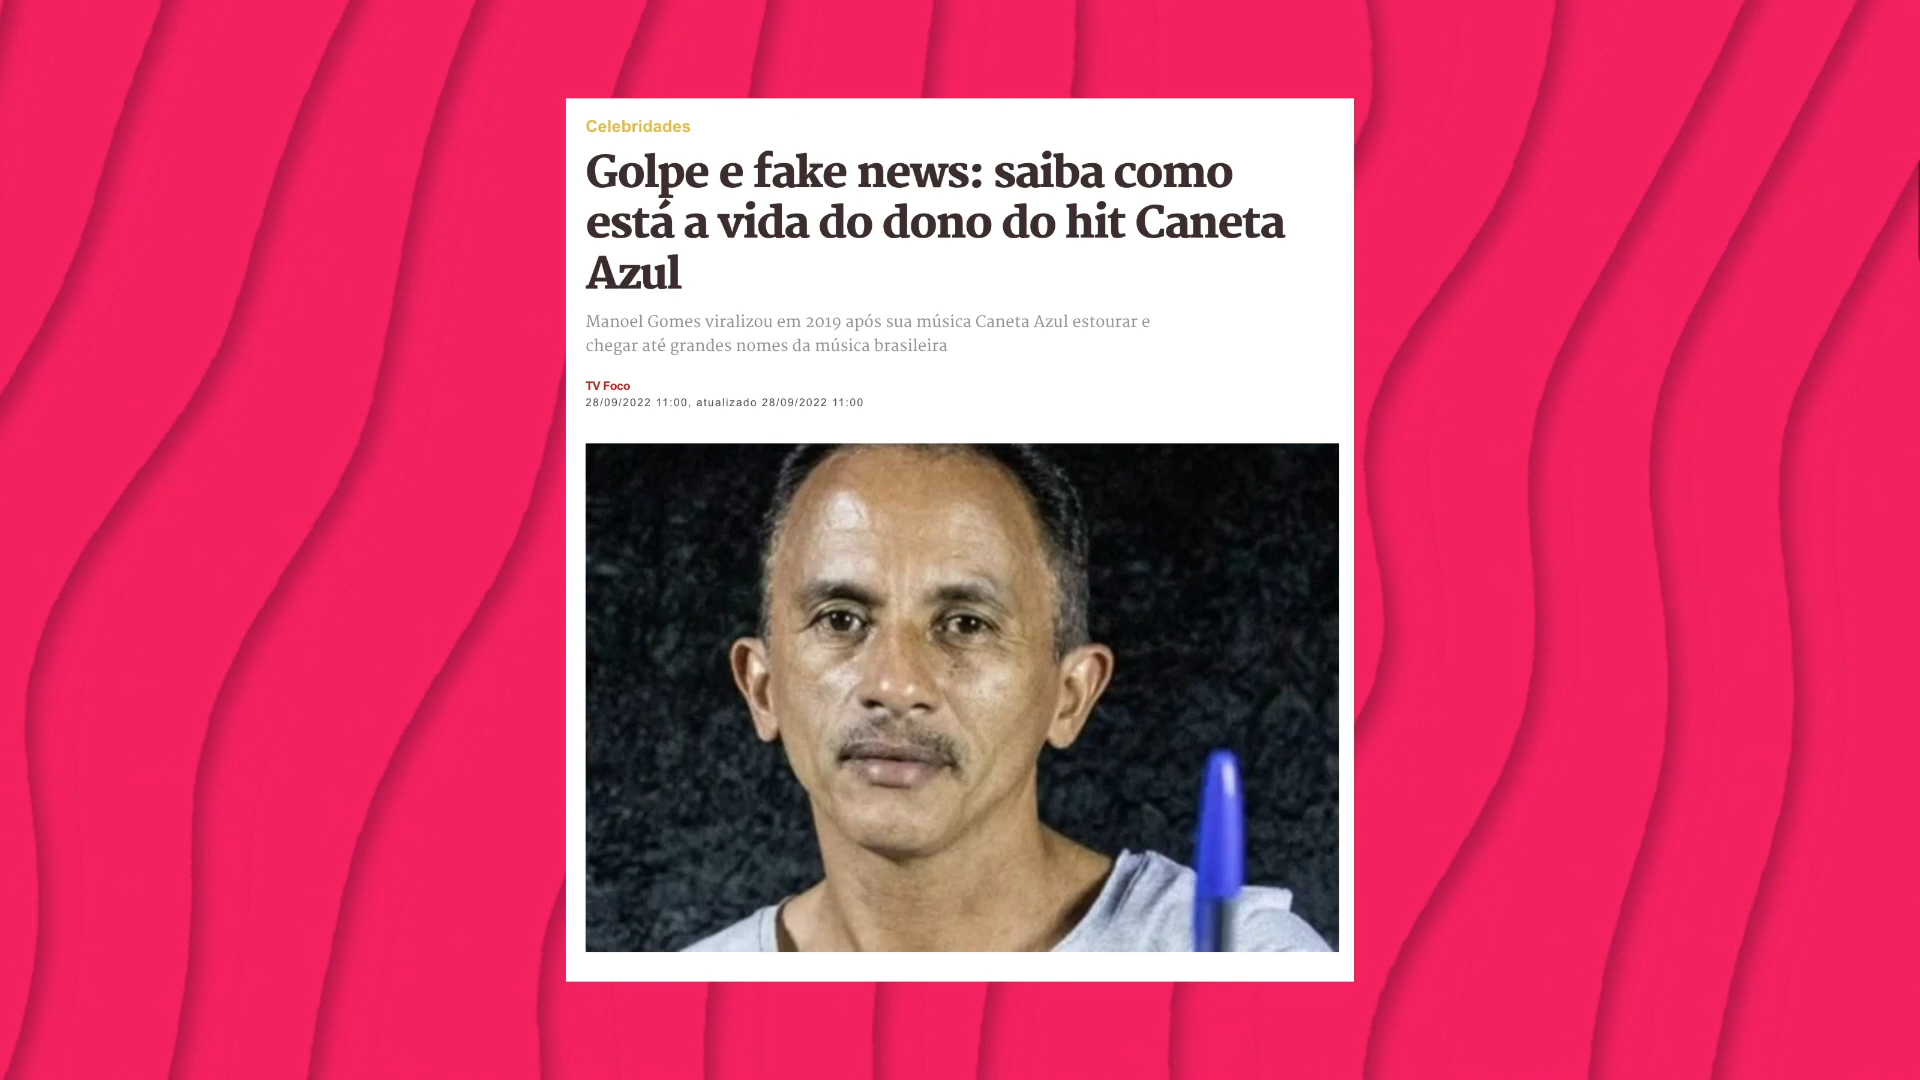 Celebridades
Golpe e fake news: saiba como
está a vida do dono do hit Caneta
Azul
Manoel Gomes viralizou em 2019 após sua música Caneta Azul estourar e
chegar até grandes nomes da música brasileira
TV Foco
28/09/2022 11:00, atualizado 28/09/2022 11:00